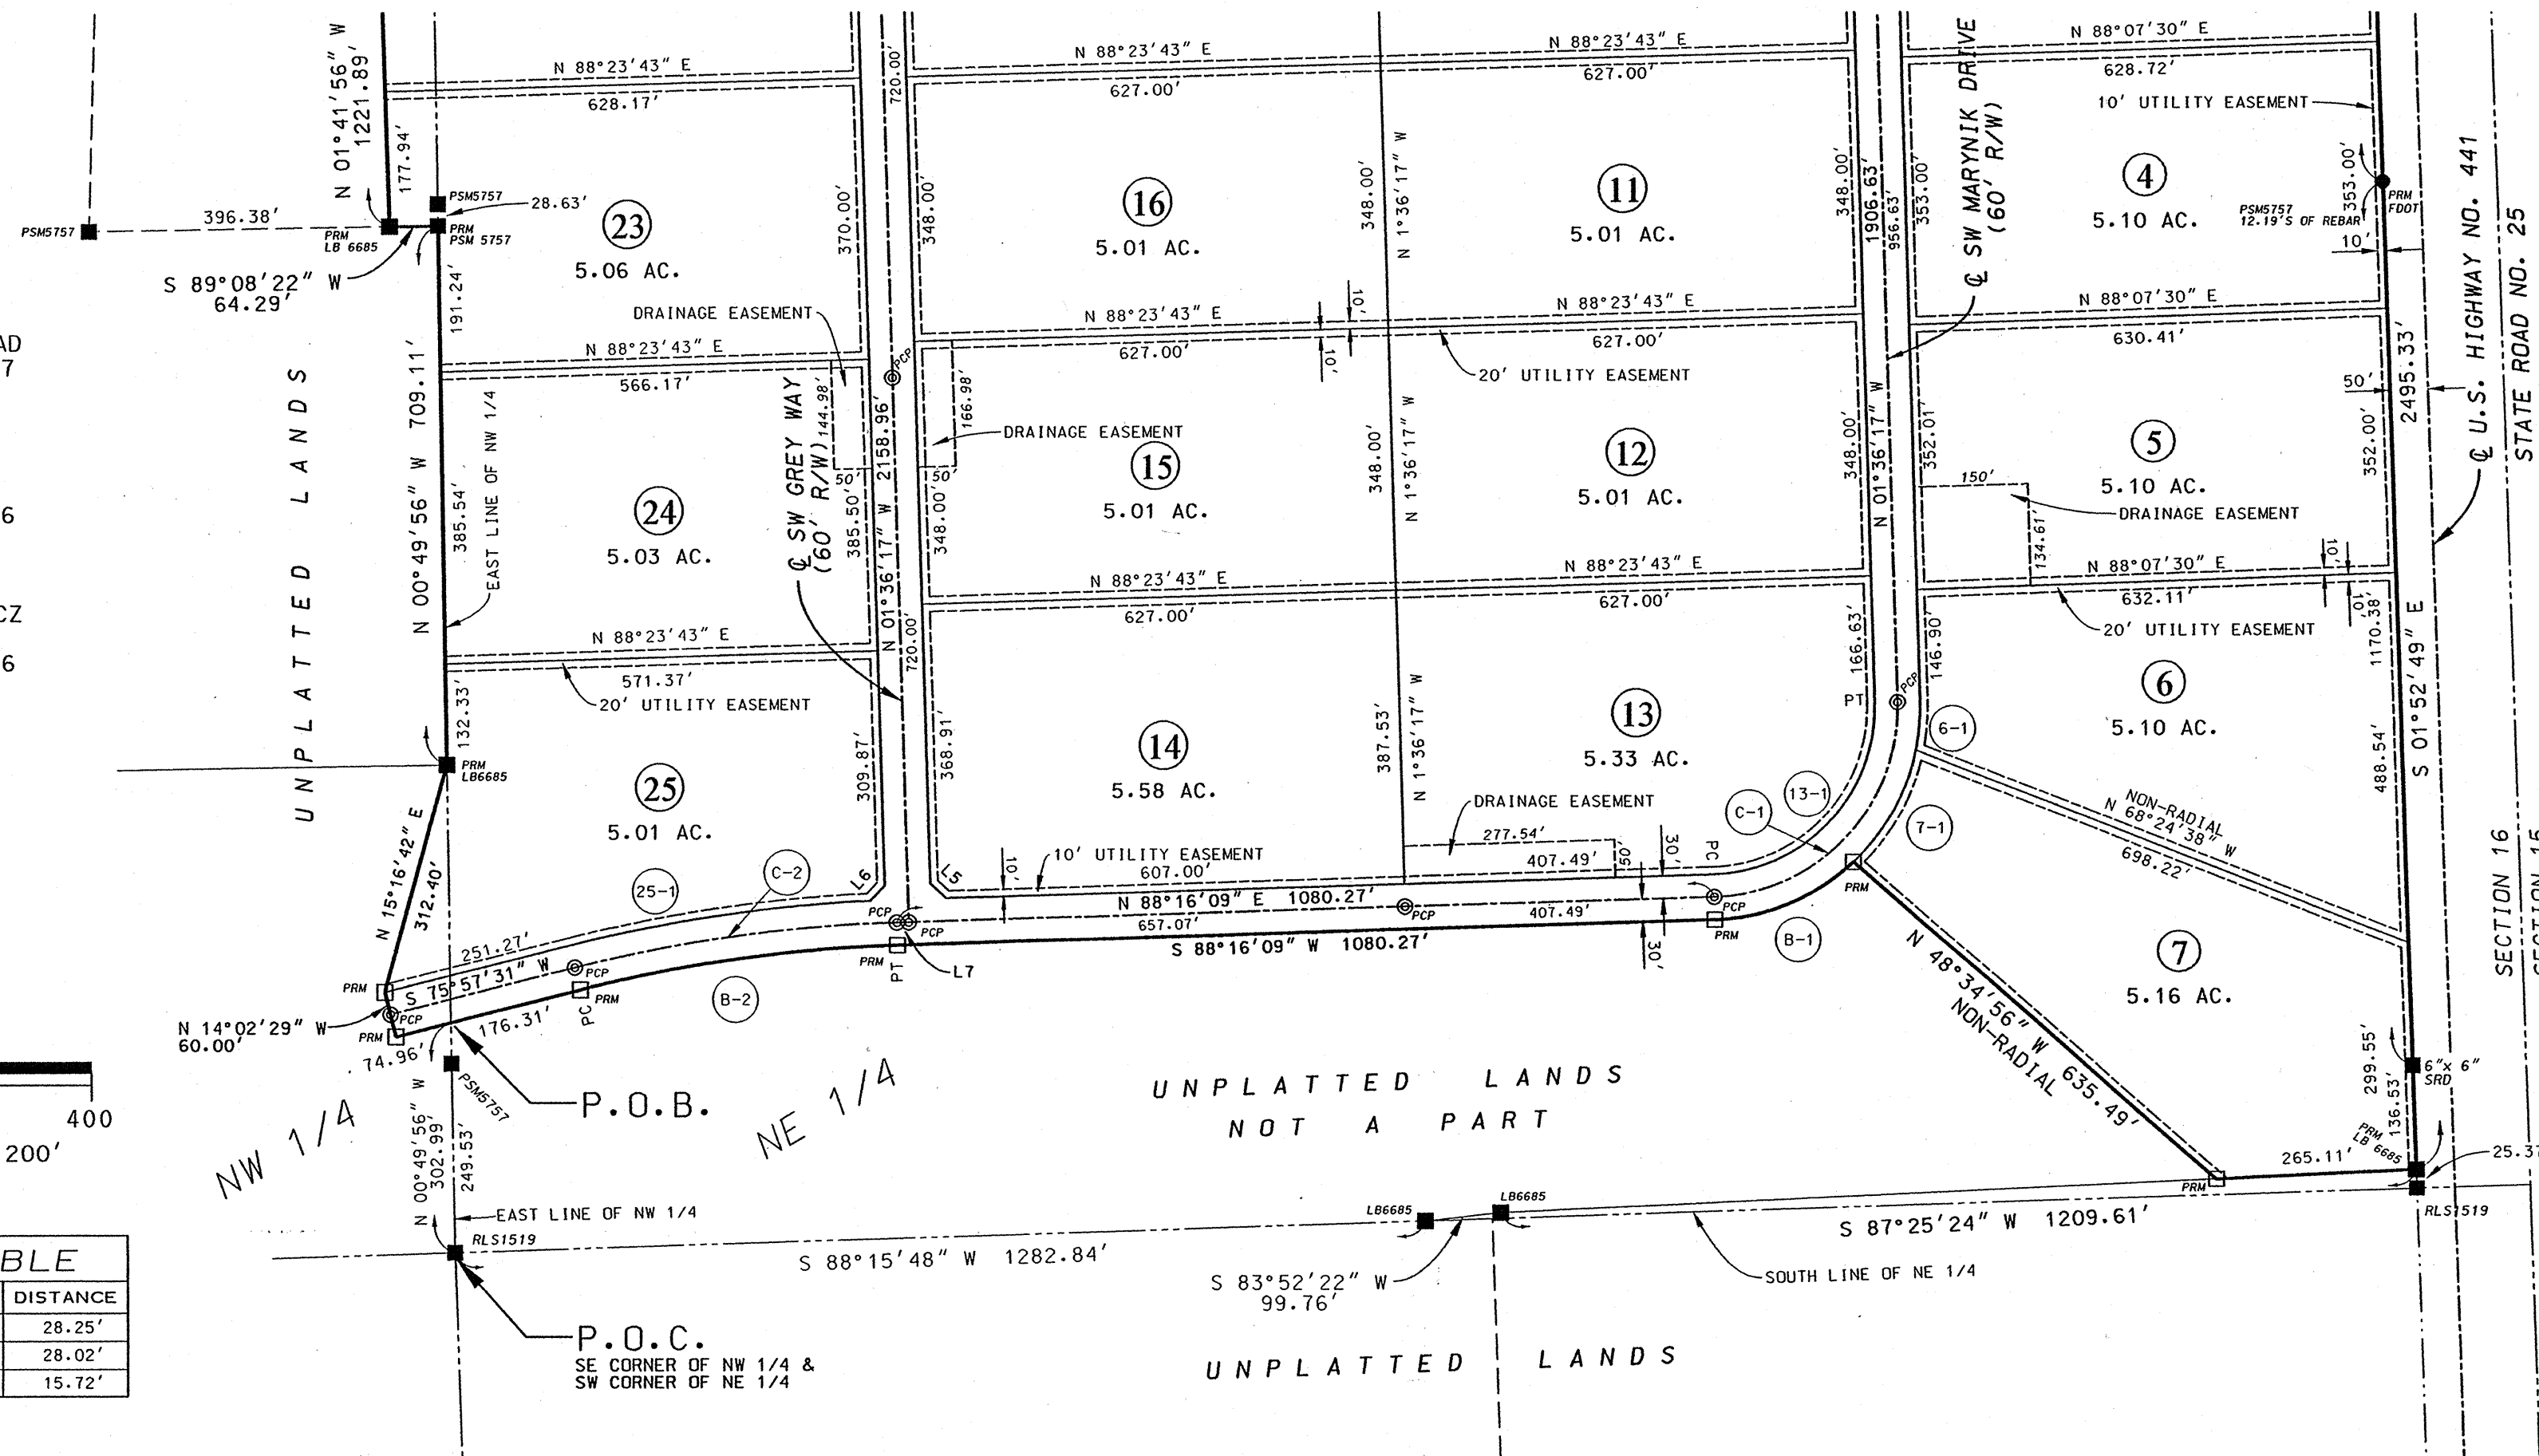 N 01°41'56" W
1221.89'
177.94'
N 88°23'43" E
628.17'
720.00'
N 88°23'43" E
627.00'
N 88°23'43" E
627.00'
N 88°07'30" E
628.72'
10' UTILITY EASEMENT
℄ SW MARYNIK DRIVE
(60' R/W)
PSM5757
396.38'
PRM
LB 6685
PSM5757
28.63'
PRM
PSM 5757
S 89°08'22" W
64.29'
23
5.06 AC.
370.00'
348.00'
16
5.01 AC.
348.00'
N 1°36'17" W
11
5.01 AC.
348.00'
1906.63'
956.63'
353.00'
4
5.10 AC.
353.00'
PRM
FDOT
PSM5757
12.19'S OF REBAR
10'
℄ U.S. HIGHWAY NO. 441
STATE ROAD NO. 25
191.24'
DRAINAGE EASEMENT
N 88°23'43" E
566.17'
PCP
N 88°23'43" E
627.00'
10'
10'
N 88°23'43" E
627.00'
20' UTILITY EASEMENT
N 88°07'30" E
630.41'
50'
2495.33'
AD
7
UNPLATTED LANDS
N 00°49'56" W 709.11'
385.54'
EAST LINE OF NW 1/4
24
5.03 AC.
℄ SW GREY WAY
(60' R/W)
144.98'
50'
385.50'
N 01°36'17" W 2158.96'
166.98'
50'
DRAINAGE EASEMENT
348.00'
15
5.01 AC.
348.00'
N 1°36'17" W
12
5.01 AC.
348.00'
N 01°36'17" W
352.01'
5
5.10 AC.
150'
DRAINAGE EASEMENT
134.61'
352.00'
6
CZ
6
N 88°23'43" E
627.00'
N 88°23'43" E
627.00'
N 88°07'30" E
632.11'
10'
10'
20' UTILITY EASEMENT
1170.38'
S 01°52'49" E
N 88°23'43" E
571.37'
20' UTILITY EASEMENT
132.33'
PRM
LB6685
720.00'
25
5.01 AC.
309.87'
368.91'
14
5.58 AC.
387.53'
N 1°36'17" W
13
5.33 AC.
166.63'
PT
PCP
146.90'
6-1
6
5.10 AC.
488.54'
NON-RADIAL
N 68°24'38" W
698.22'
N 15°16'42" E
312.40'
25-1
C-2
L6
L5
10'
10' UTILITY EASEMENT
607.00'
DRAINAGE EASEMENT
277.54'
407.49'
50'
30'
PC
C-1
13-1
7-1
PRM
251.27'
S 75°57'31" W
PCP
PCP
PCP
N 88°16'09" E 1080.27'
657.07'
PCP
407.49'
PCP
S 88°16'09" W 1080.27'
30'
PRM
B-1
PRM
PRM
PT
L7
PRM
PC
B-2
N 48°34'56" W 635.49'
NON-RADIAL
7
5.16 AC.
SECTION 16
SECTION 15
N 14°02'29" W
60.00'
PCP
PRM
74.96'
176.31'
PSM5757
P.O.B.
NW 1/4
NE 1/4
UNPLATTED LANDS
NOT A PART
299.55'
136.53'
6"x 6"
SRD
PRM
LB 6685
25.37
265.11'
PRM
400
200'
N 00°49'56" W
302.99'
249.53'
EAST LINE OF NW 1/4
RLS1519
S 88°15'48" W 1282.84'
LB6685
LB6685
S 87°25'24" W 1209.61'
RLS1519
S 83°52'22" W
99.76'
SOUTH LINE OF NE 1/4
BLE
DISTANCE
28.25'
28.02'
15.72'
P.O.C.
SE CORNER OF NW 1/4 &
SW CORNER OF NE 1/4
UNPLATTED LANDS